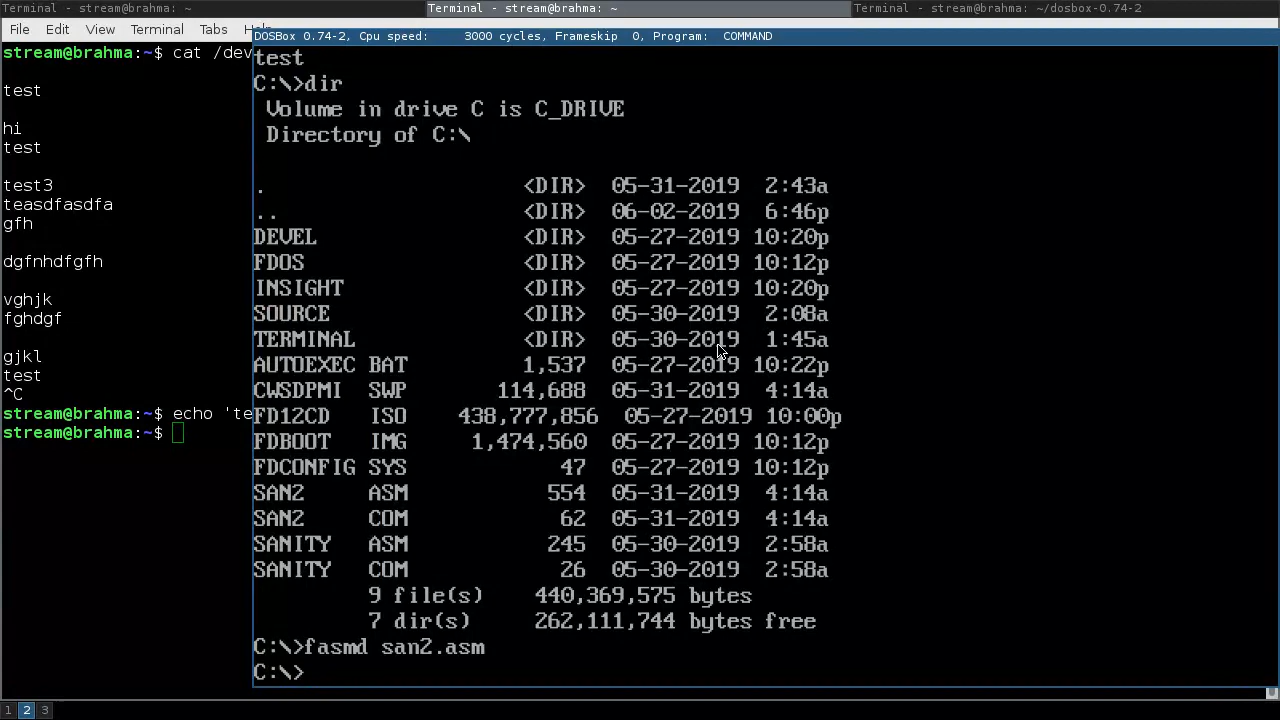 Terminal - stream@brahma: ~
Terminal - stream@brahma: ~
Terminal - stream@brahma: ~/dosbox-0.74-2
File Edit View Terminal Tabs Help
stream@brahma:~$ cat /dev
test
hi
test
test3
teasdfasdfa
gfh
dgfnhdfgfh
vghjk
fghdgf
gjkl
test
^C
stream@brahma:~$ echo 'te
stream@brahma:~$
DOSBox 0.74-2, Cpu speed: 3000 cycles, Frameskip 0, Program: COMMAND
test
C:\>dir
Volume in drive C is C_DRIVE
Directory of C:\
. <DIR> 05-31-2019 2:43a
.. <DIR> 06-02-2019 6:46p
DEVEL <DIR> 05-27-2019 10:20p
FDOS <DIR> 05-27-2019 10:12p
INSIGHT <DIR> 05-27-2019 10:20p
SOURCE <DIR> 05-30-2019 2:08a
TERMINAL <DIR> 05-30-2019 1:45a
AUTOEXEC BAT 1,537 05-27-2019 10:22p
CWSDPMI SWP 114,688 05-31-2019 4:14a
FD12CD ISO 438,777,856 05-27-2019 10:00p
FDBOOT IMG 1,474,560 05-27-2019 10:12p
FDCONFIG SYS 47 05-27-2019 10:12p
SAN2 ASM 554 05-31-2019 4:14a
SAN2 COM 62 05-31-2019 4:14a
SANITY ASM 245 05-30-2019 2:58a
SANITY COM 26 05-30-2019 2:58a
9 file(s) 440,369,575 bytes
7 dir(s) 262,111,744 bytes free
C:\>fasmd san2.asm
C:\>
1 2 3